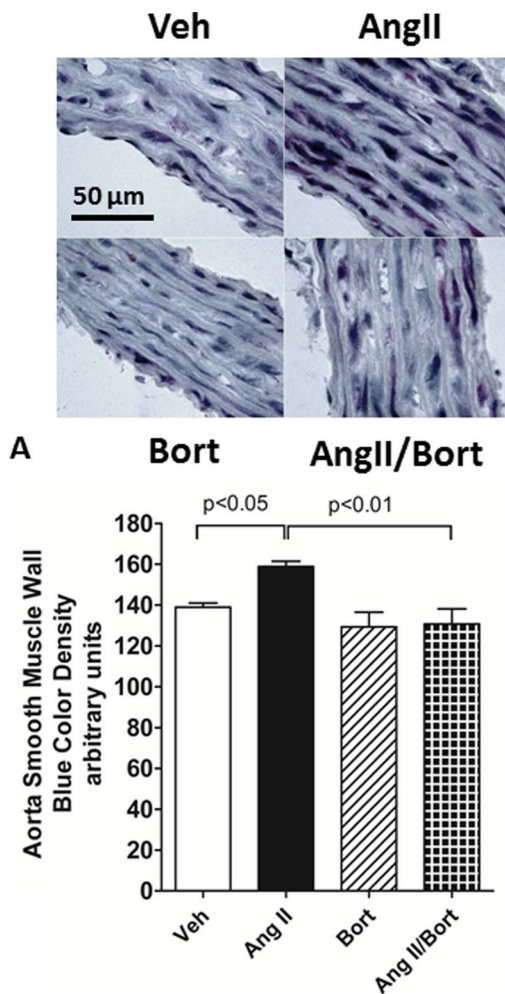 Veh AngII
50 µm
A Bort AngII/Bort
p<0.05 p<0.01
Aorta Smooth Muscle Wall
Blue Color Density
arbitrary units
180
160
140
120
100
80
60
40
20
0
Veh Ang II Bort Ang II/Bort